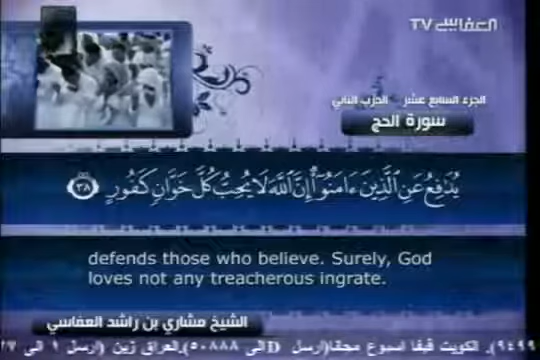 العفاسي TV
الجزء السابع عشر الحزب الثاني
سورة الحج
يُدَٰفِعُ عَنِ ٱلَّذِينَ ءَامَنُوٓاْ ۗ إِنَّ ٱللَّهَ لَا يُحِبُّ كُلَّ خَوَّانٍ كَفُورٍ ٣٨
defends those who believe. Surely, God
loves not any treacherous ingrate.
الشيخ مشاري بن راشد العفاسي
٩٤٩٩. الكويت فيفا اسبوع مجانا(ارسل D الى ٥٠٨٨٨).العراق زين (ارسل ١ الى